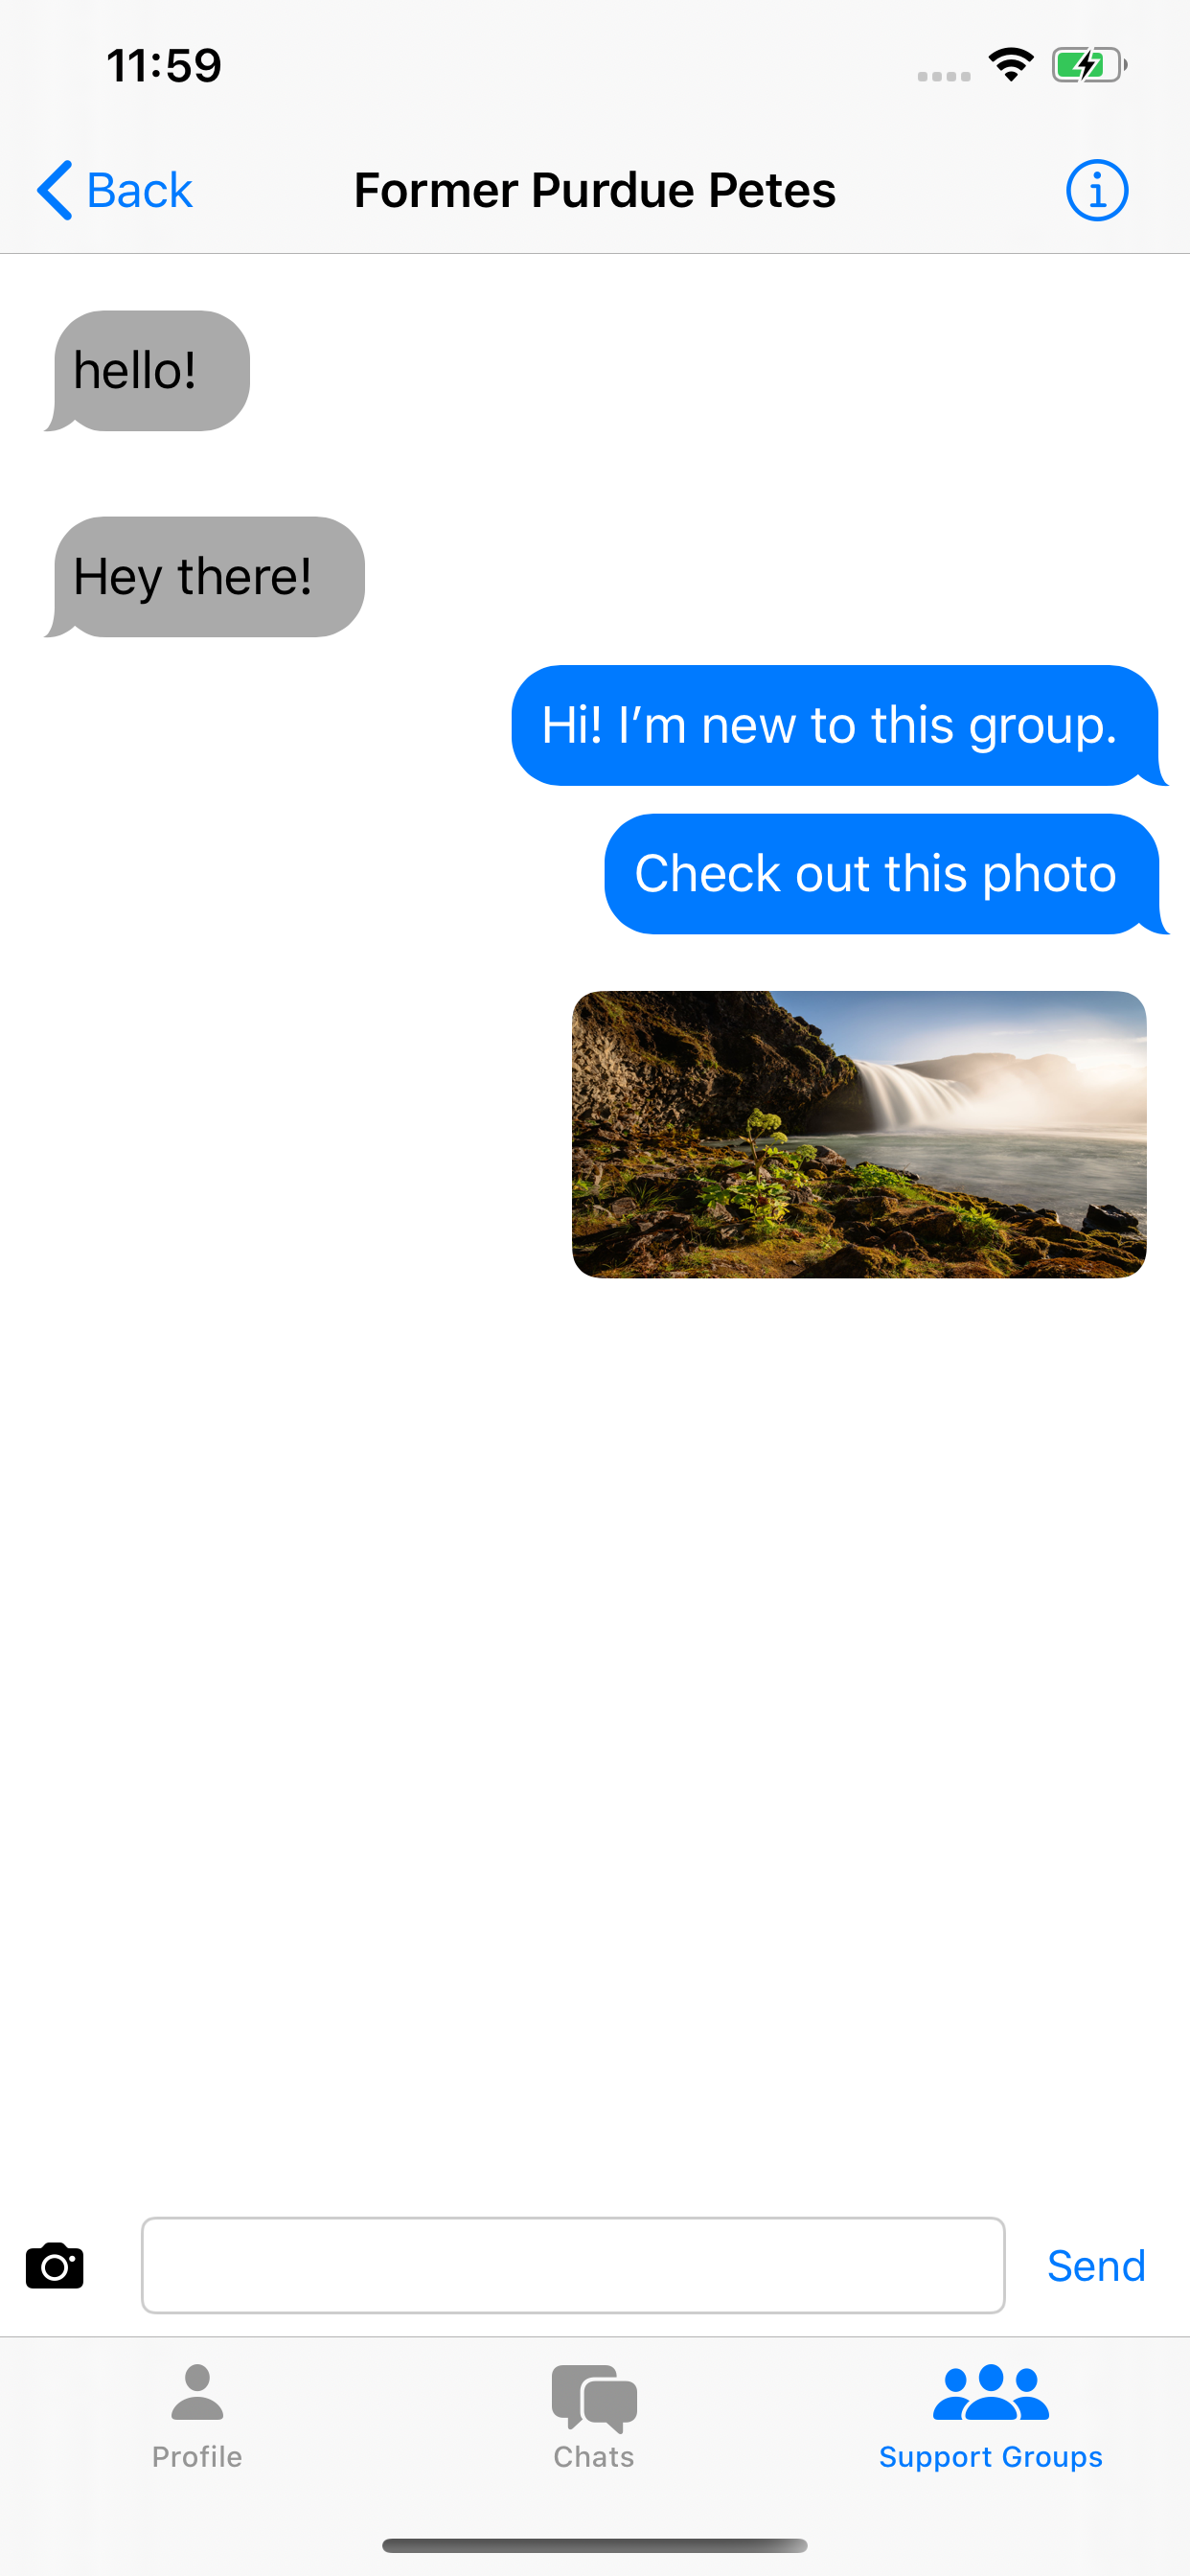 11:59
Back
Former Purdue Petes
hello!
Hey there!
Hi! I’m new to this group.
Check out this photo
Send
Profile
Chats
Support Groups